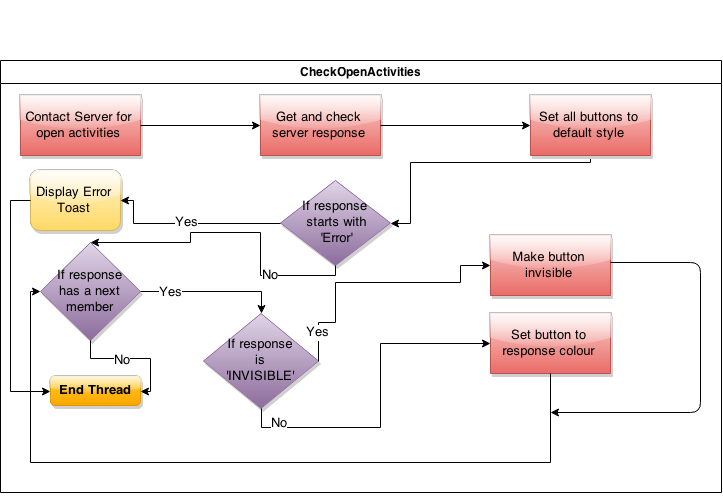 CheckOpenActivities
Contact Server for
open activities
Get and check
server response
Set all buttons to
default style
Display Error
Toast
Yes
If response
starts with
'Error'
No
If response
has a next
member
Yes
Make button
invisible
Yes
If response
is
'INVISIBLE'
Set button to
response colour
No
End Thread
No